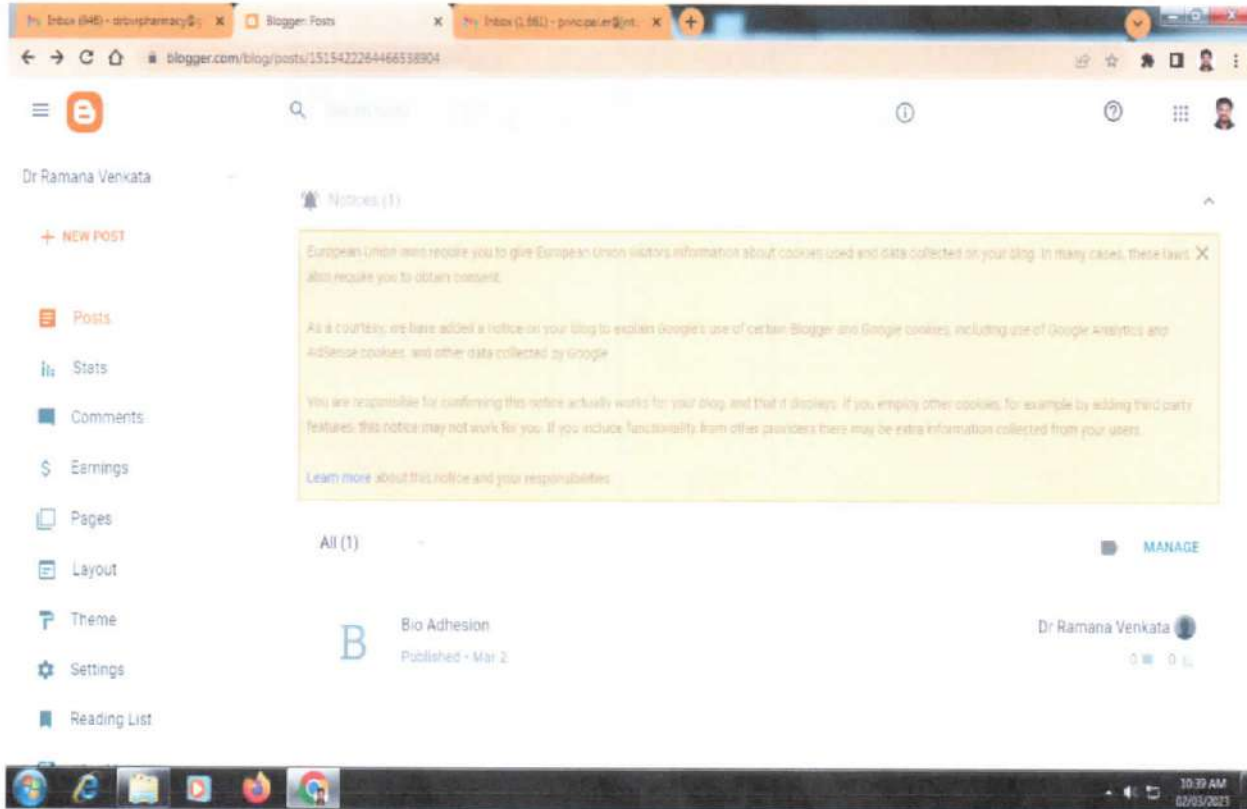 Blogger: Posts
blogger.com/blog/posts/1515422264466538904
Dr Ramana Venkata
Notices (1)
+ NEW POST
European Union laws require you to give European Union visitors information about cookies used and data collected on your blog. In many cases, these laws
also require you to obtain consent.
Posts
As a courtesy, we have added a notice on your blog to explain Google's use of certain Blogger and Google cookies, including use of Google Analytics and
AdSense cookies, and other data collected by Google.
Stats
You are responsible for confirming this notice actually works for your blog, and that it displays. If you employ other cookies, for example by adding third party
features, this notice may not work for you. If you include functionality from other providers there may be extra information collected from your users.
Comments
Earnings
Learn more about this notice and your responsibilities.
Pages
All (1)
MANAGE
Layout
Theme
B
Bio Adhesion
Dr Ramana Venkata
Published • Mar 2
0 0
Settings
Reading List
10:39 AM
02/03/2023